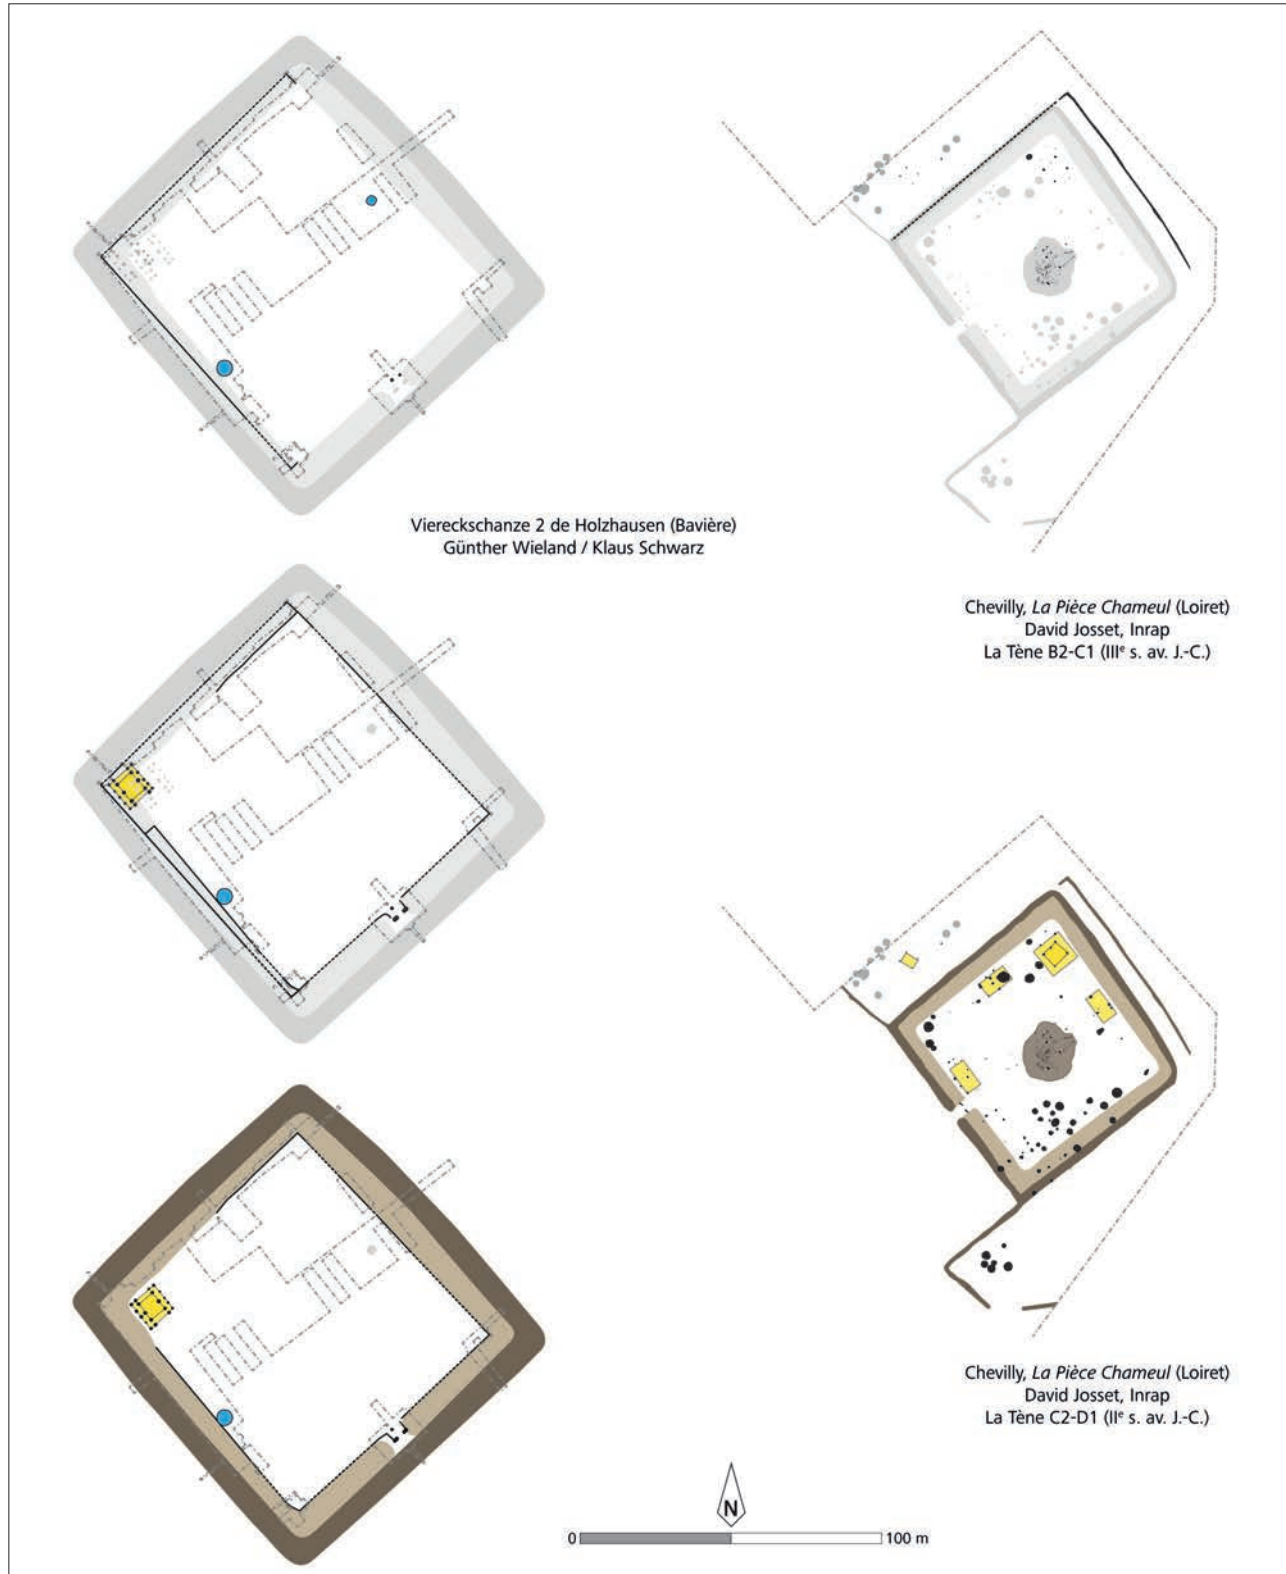 Viereckschanze 2 de Holzhausen (Bavière)
Günther Wieland / Klaus Schwarz
Chevilly, La Pièce Chameul (Loiret)
David Josset, Inrap
La Tène B2-C1 (IIIe s. av. J.-C.)
Chevilly, La Pièce Chameul (Loiret)
David Josset, Inrap
La Tène C2-D1 (IIe s. av. J.-C.)
N
0 100 m